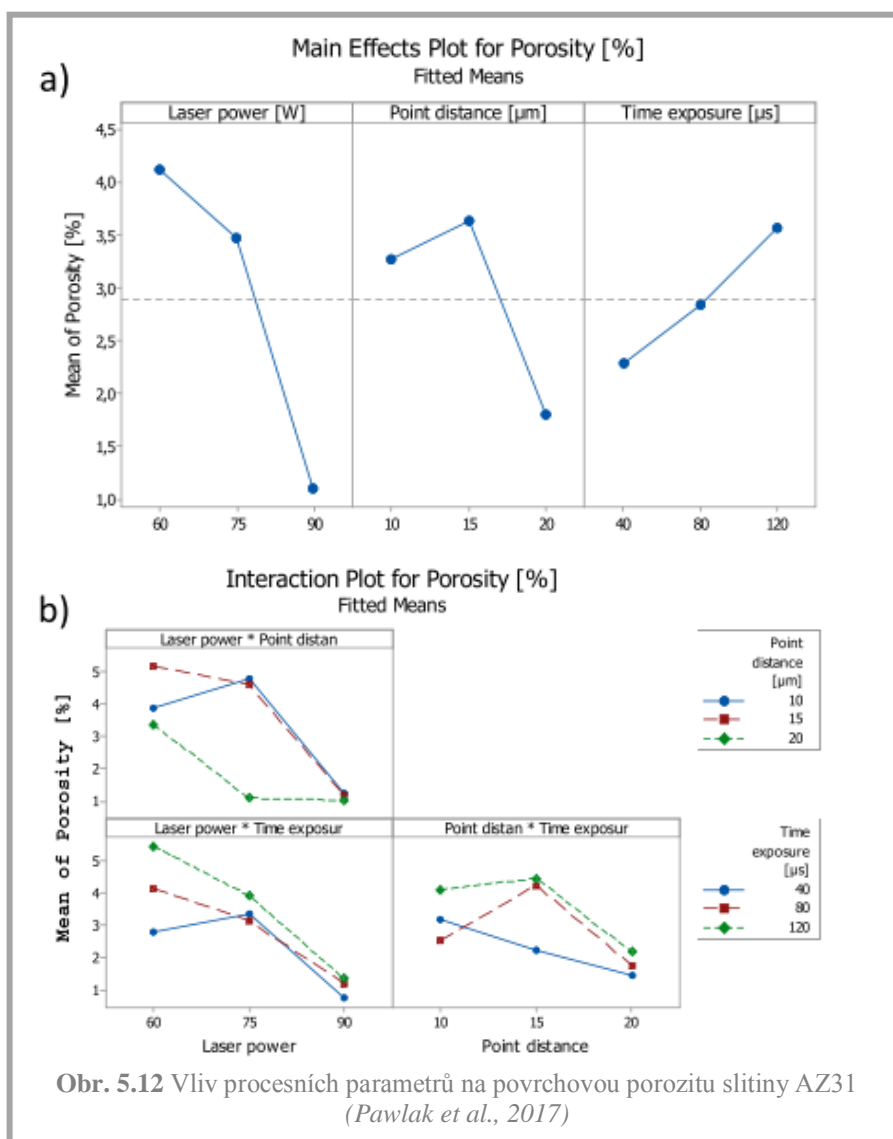 Main Effects Plot for Porosity [%]
Fitted Means
a)
Laser power [W]
Point distance [µm]
Time exposure [µs]
Mean of Porosity [%]
4,5
4,0
3,5
3,0
2,5
2,0
1,5
1,0
60 75 90 10 15 20 40 80 120
Interaction Plot for Porosity [%]
Fitted Means
b)
Laser power * Point distan
Point
distance
[µm]
10
15
20
Mean of Porosity [%]
5
4
3
2
1
Laser power * Time exposur
Point distan * Time exposur
Time
exposure
[µs]
40
80
120
5
4
3
2
1
60 75 90 10 15 20
Laser power
Point distance
Obr. 5.12 Vliv procesních parametrů na povrchovou porozitu slitiny AZ31
(Pawlak et al., 2017)